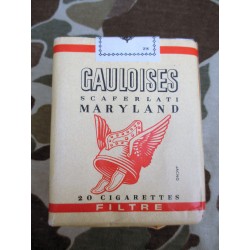 GAULOISES
SCAFERLATI
MARYLAND
20 CIGARETTES
FILTRE